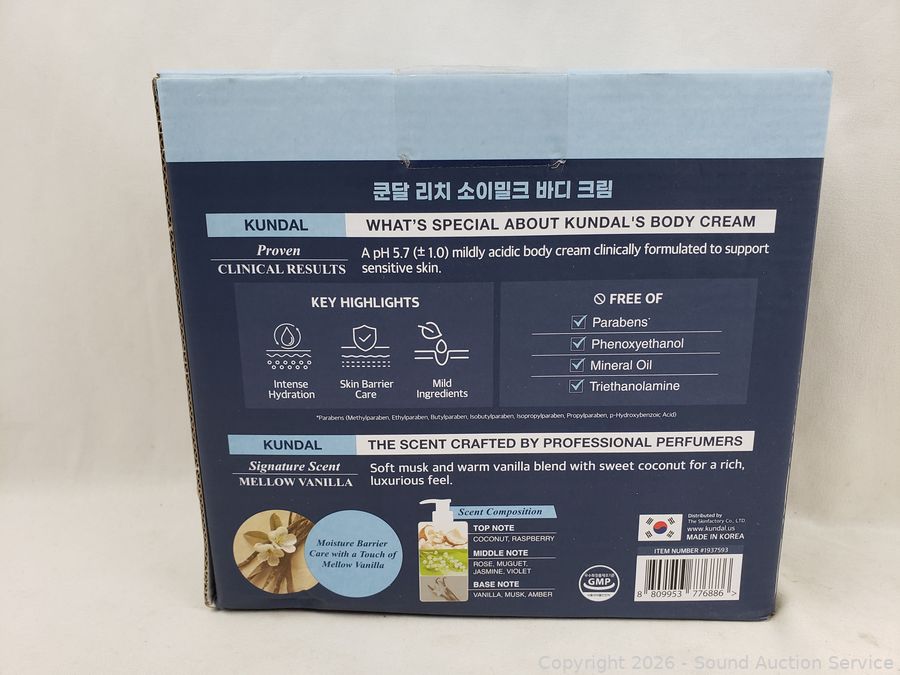 쿤달 리치 소이밀크 바디 크림
KUNDAL
WHAT'S SPECIAL ABOUT KUNDAL'S BODY CREAM
Proven
CLINICAL RESULTS
A pH 5.7 (±1.0) mildly acidic body cream clinically formulated to support
sensitive skin.
KEY HIGHLIGHTS
Intense
Hydration
Skin Barrier
Care
Mild
Ingredients
FREE OF
Parabens*
Phenoxyethanol
Mineral Oil
Triethanolamine
*Parabens (Methylparaben, Ethylparaben, Butylparaben, Isobutylparaben, Isopropylparaben, Propylparaben, p-Hydroxybenzoic Acid)
KUNDAL
THE SCENT CRAFTED BY PROFESSIONAL PERFUMERS
Signature Scent
MELLOW VANILLA
Soft musk and warm vanilla blend with sweet coconut for a rich,
luxurious feel.
Moisture Barrier
Care with a Touch of
Mellow Vanilla
Scent Composition
TOP NOTE
COCONUT, RASPBERRY
MIDDLE NOTE
ROSE, MUGUET,
JASMINE, VIOLET
BASE NOTE
VANILLA, MUSK, AMBER
GMP
Distributed by
The Skinfactory Co., LTD
www.kundal.us
MADE IN KOREA
ITEM NUMBER #1937593
8 809953 776886 >
Copyright 2026 - Sound Auction Service